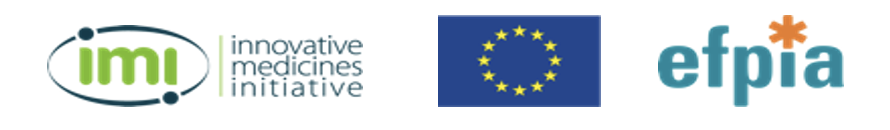 imi
innovative
medicines
initiative
efpia